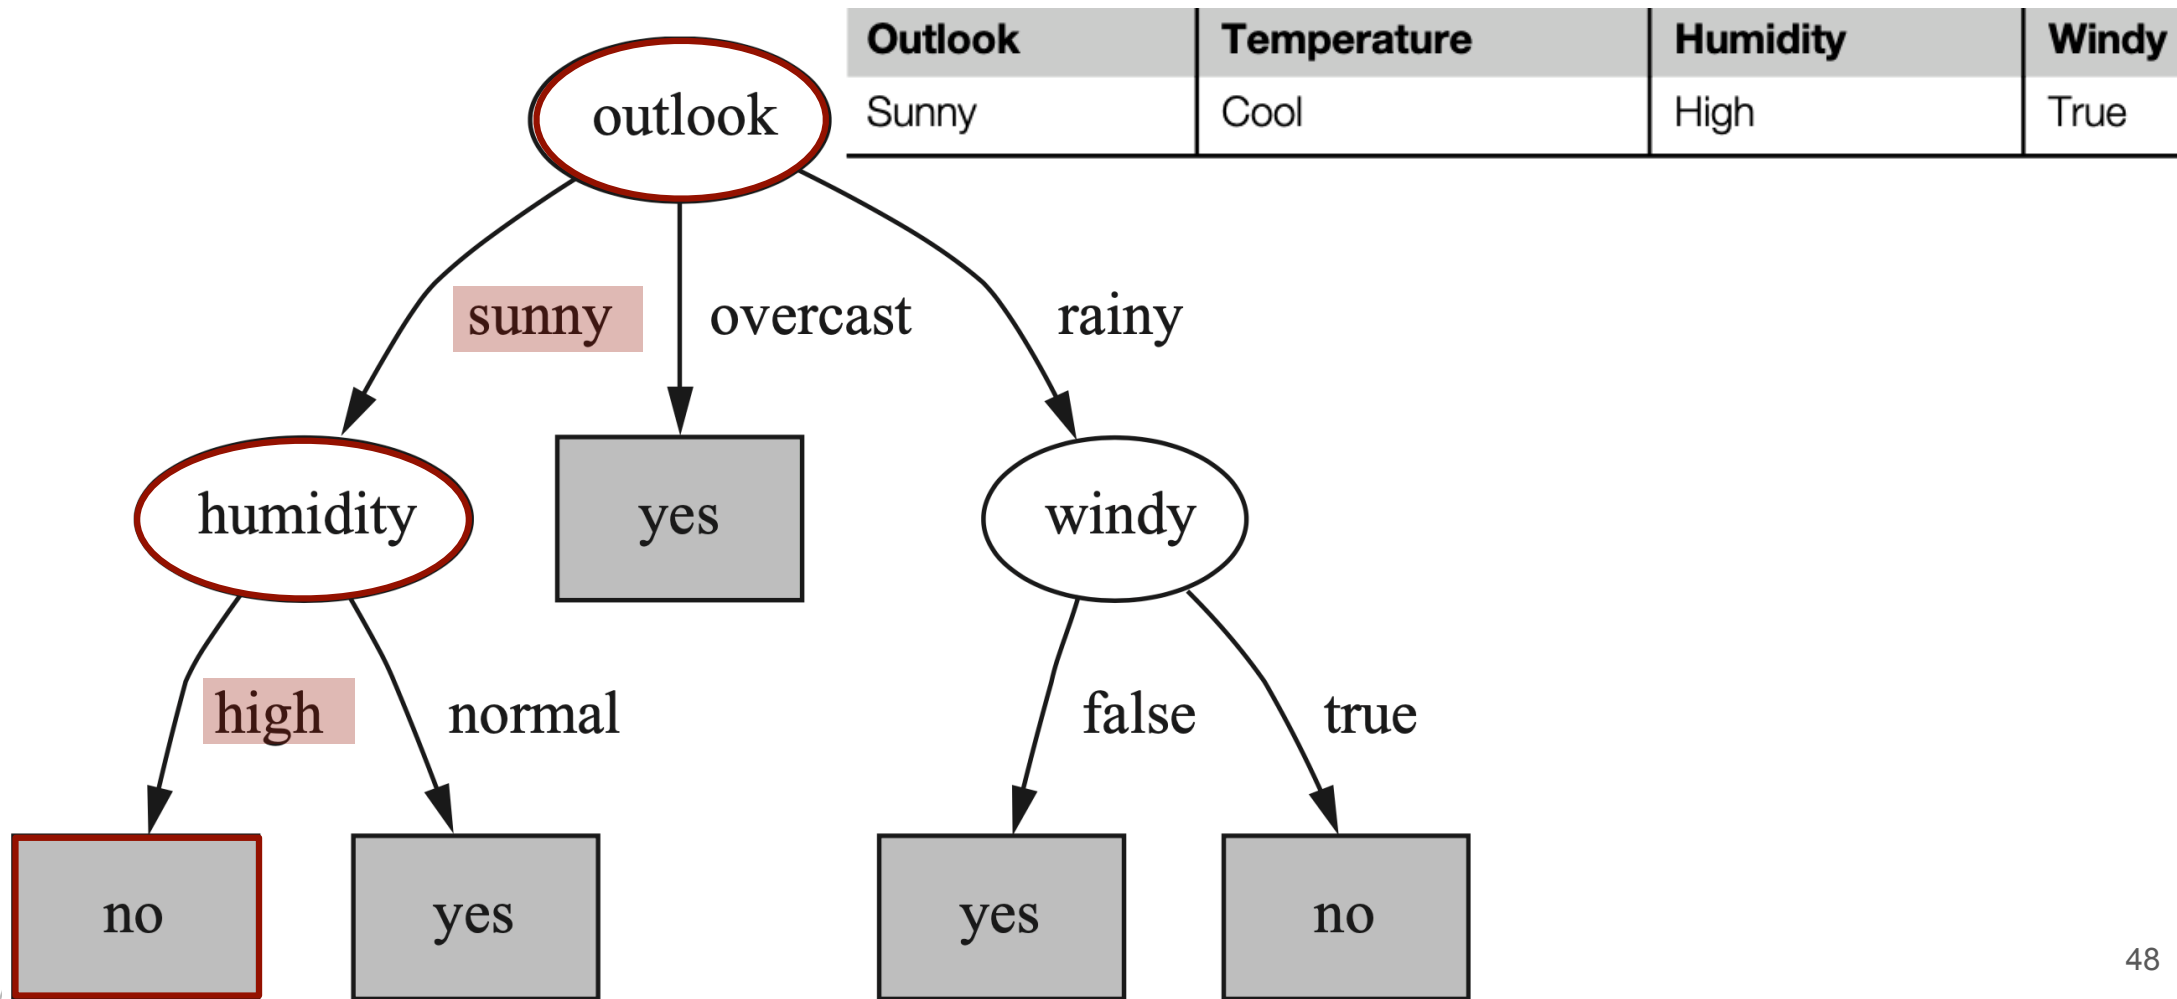 Outlook Temperature Humidity Windy
Sunny Cool High True
outlook
sunny overcast rainy
humidity yes windy
high normal false true
no yes yes no
48